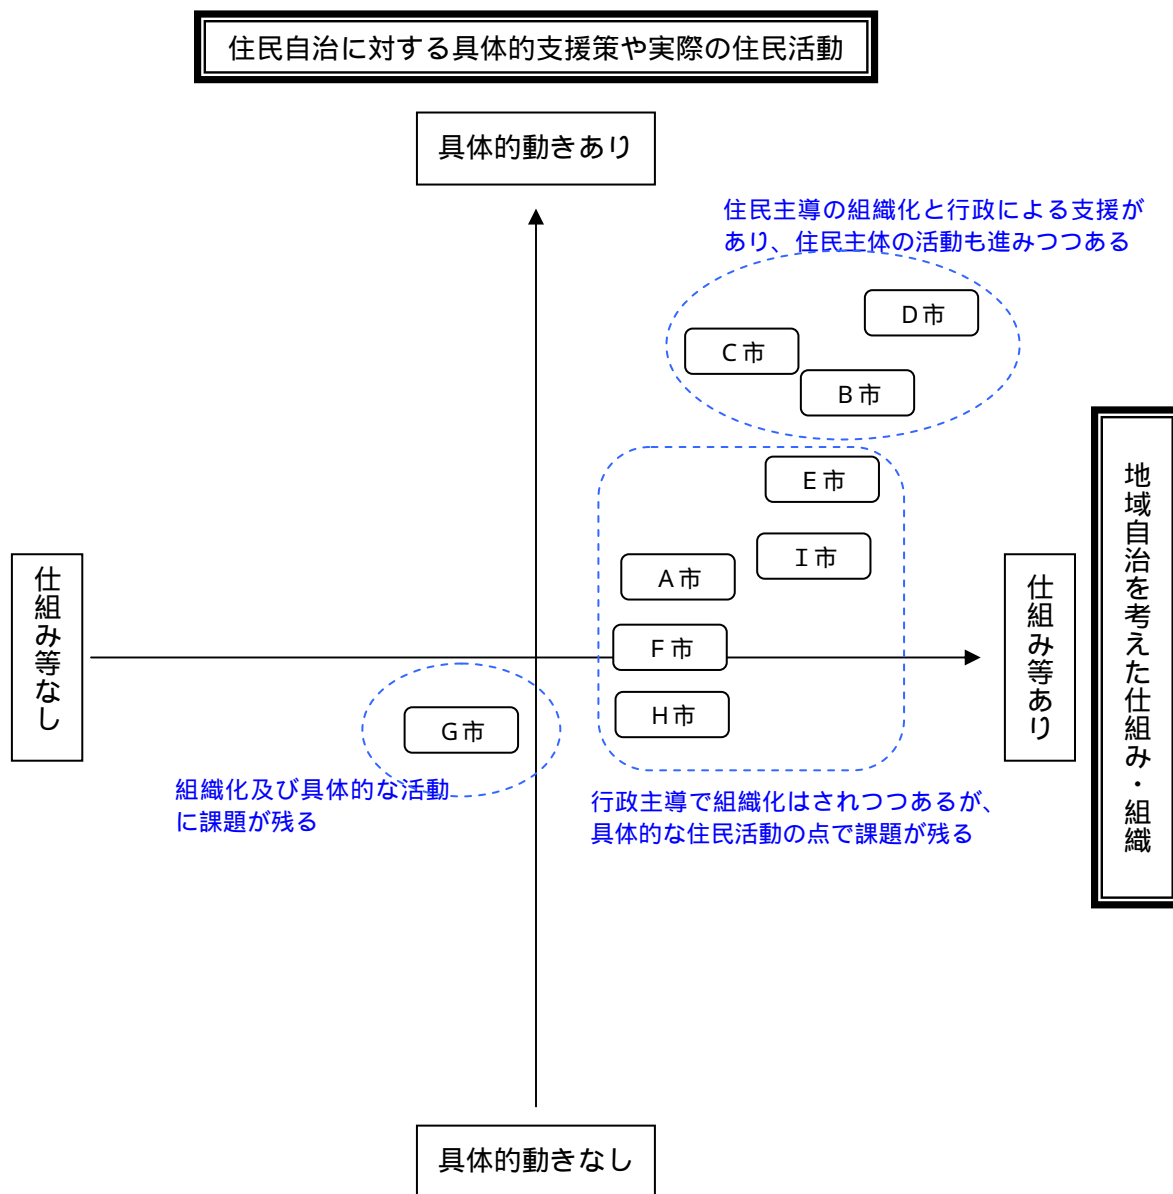 住民自治に対する具体的支援策や実際の住民活動
具体的動きあり
住民主導の組織化と行政による支援が
あり、住民主体の活動も進みつつある
D市
C市
B市
E市
I市
A市
F市
H市
G市
仕組み等なし
仕組み等あり
地域自治を考えた仕組み・組織
組織化及び具体的な活動
に課題が残る
行政主導で組織化はされつつあるが、
具体的な住民活動の点で課題が残る
具体的動きなし